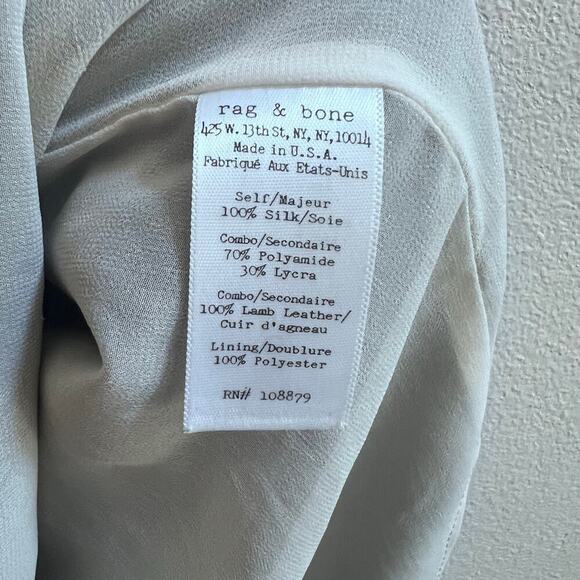 rag & bone
425 W. 13th St, NY, NY, 10014
Made in U.S.A.
Fabriqué Aux Etats-Unis
Self/Majeur
100% Silk/Soie
Combo/Secondaire
70% Polyamide
30% Lycra
Combo/Secondaire
100% Lamb Leather/
Cuir d'agneau
Lining/Doublure
100% Polyester
RN# 108879